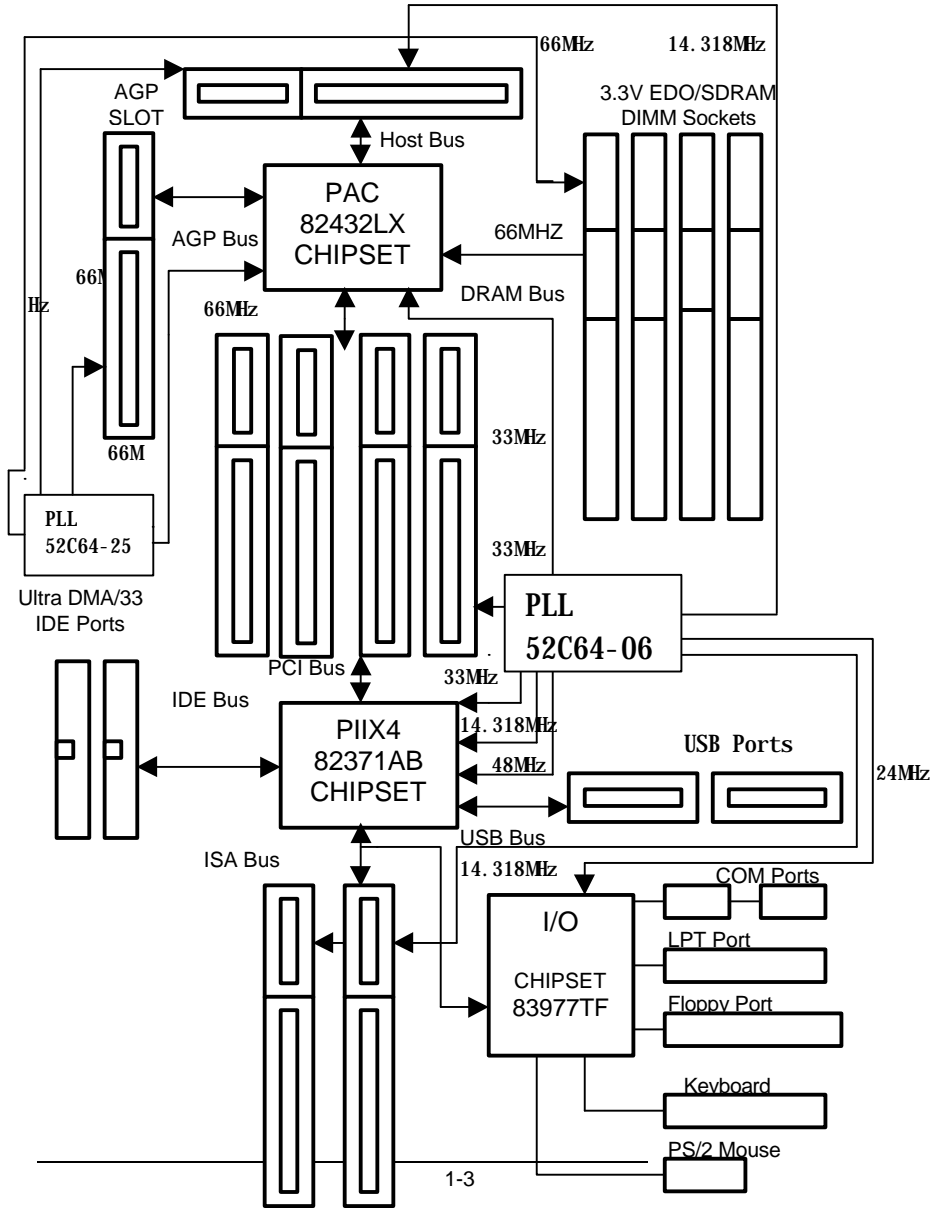 66MHz
14.318MHz
AGP
SLOT
3.3V EDO/SDRAM
DIMM Sockets
Host Bus
PAC
82432LX
CHIPSET
AGP Bus
66MHZ
66M
Hz
66MHz
DRAM Bus
33MHz
66M
PLL
52C64-25
33MHz
Ultra DMA/33
IDE Ports
PLL
52C64-06
PCI Bus
33MHz
IDE Bus
PIIX4
82371AB
CHIPSET
14.318MHz
48MHz
USB Ports
24MHz
USB Bus
ISA Bus
14.318MHz
COM Ports
I/O
CHIPSET
83977TF
LPT Port
Floppy Port
Keyboard
PS/2 Mouse
1-3